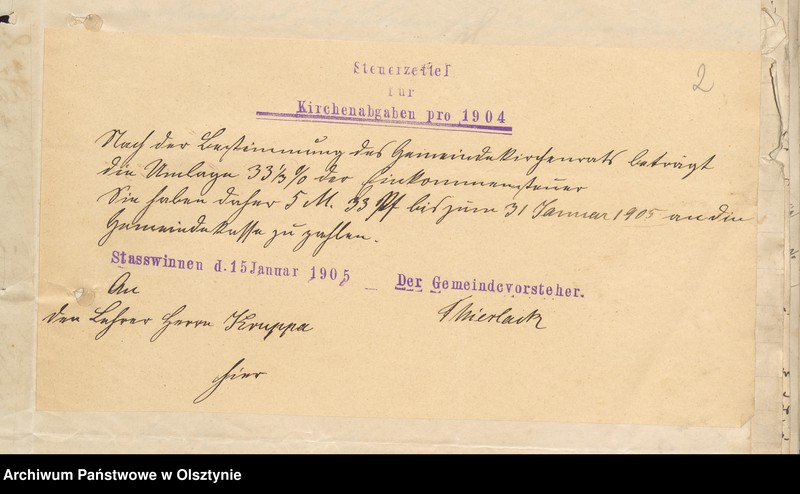 Steuerzettel
für
Kirchenabgaben pro 1904
2
Nach der Bestimmung des Gemeindekirchenrats beträgt
die Umlage 33⅓ % der Einkommensteuer
Sie haben daher 5 M. 33 Pf bis zum 31 Januar 1905 an die
Gemeindekasse zu zahlen.
Stasswinnen d. 15 Januar 1905 Der Gemeindevorsteher.
An
den Lehrer Herrn Kruppa
hier
Archiwum Państwowe w Olsztynie